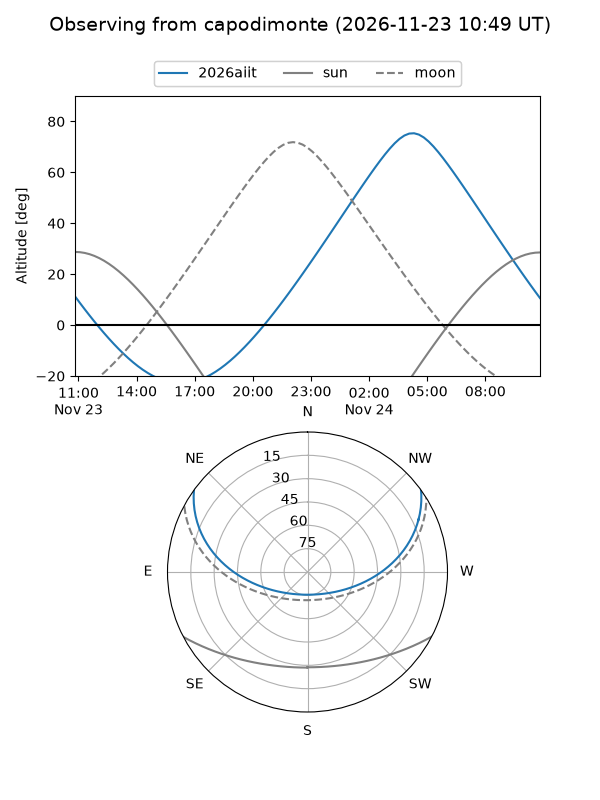 Observing from capodimonte (2026-11-23 10:49 UT)
2026aiit sun moon
Altitude [deg]
80
60
40
20
0
−20
11:00 14:00 17:00 20:00 23:00 02:00 05:00 08:00
Nov 23 Nov 24
N
NE NW
15
30
45
60
75
E W
SE SW
S